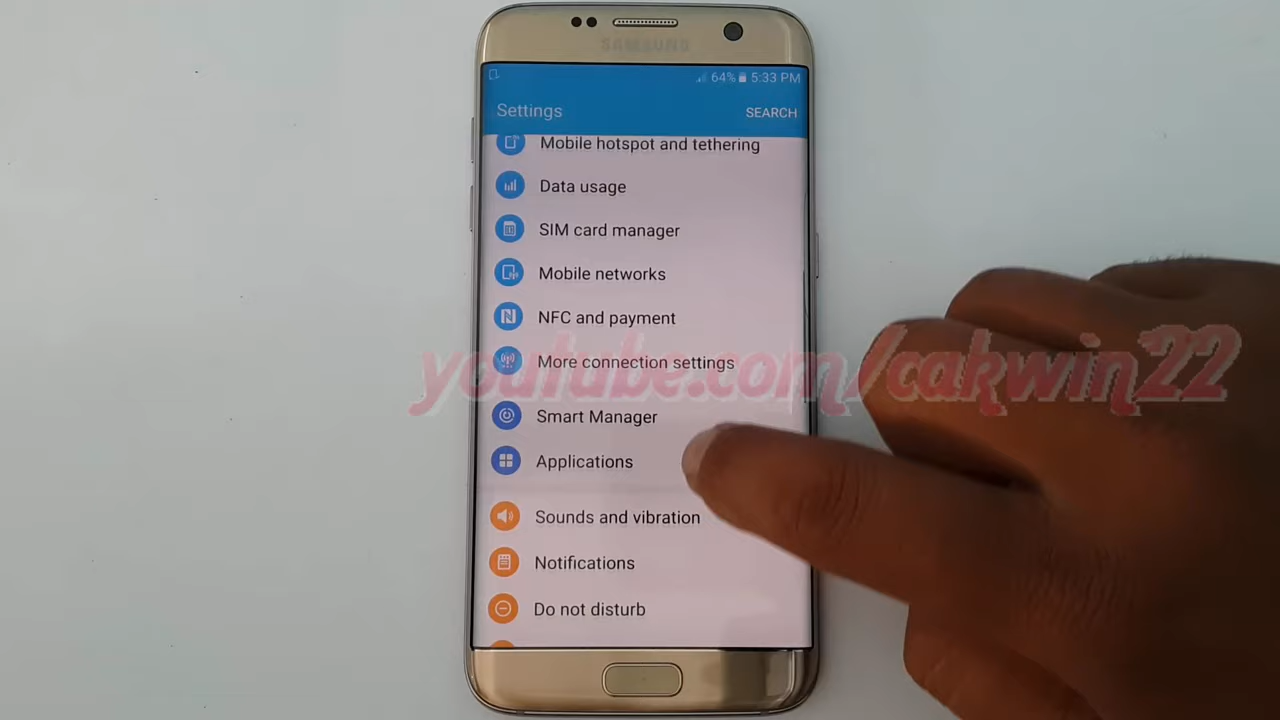 SAMSUNG
64% 5:33 PM
Settings
SEARCH
Mobile hotspot and tethering
Data usage
SIM card manager
Mobile networks
NFC and payment
More connection settings
youtube.com/cakwin22
Smart Manager
Applications
Sounds and vibration
Notifications
Do not disturb